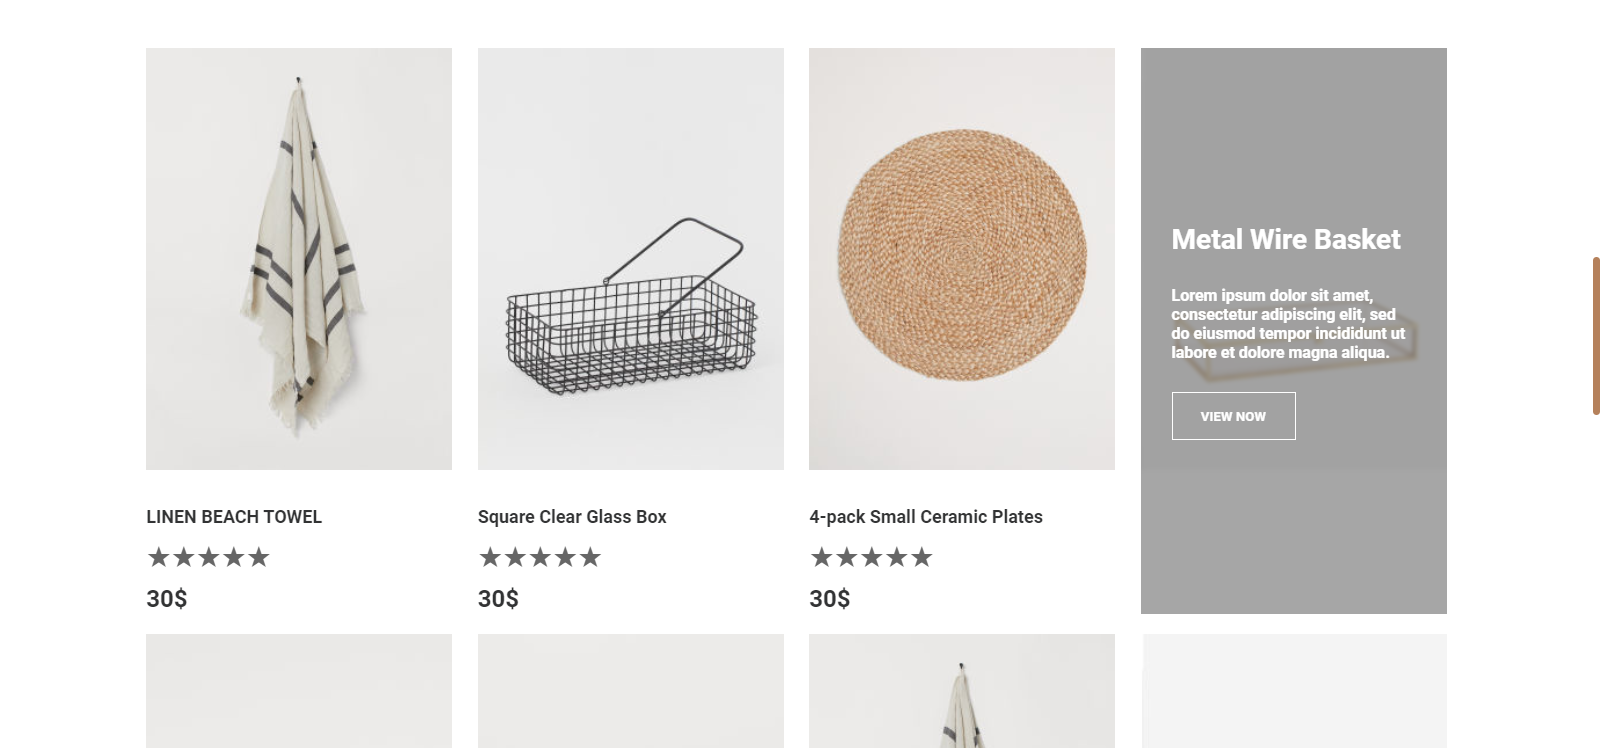 Metal Wire Basket
Lorem ipsum dolor sit amet,
consectetur adipiscing elit, sed
do eiusmod tempor incididunt ut
labore et dolore magna aliqua.
VIEW NOW
LINEN BEACH TOWEL
Square Clear Glass Box
4-pack Small Ceramic Plates
30$
30$
30$